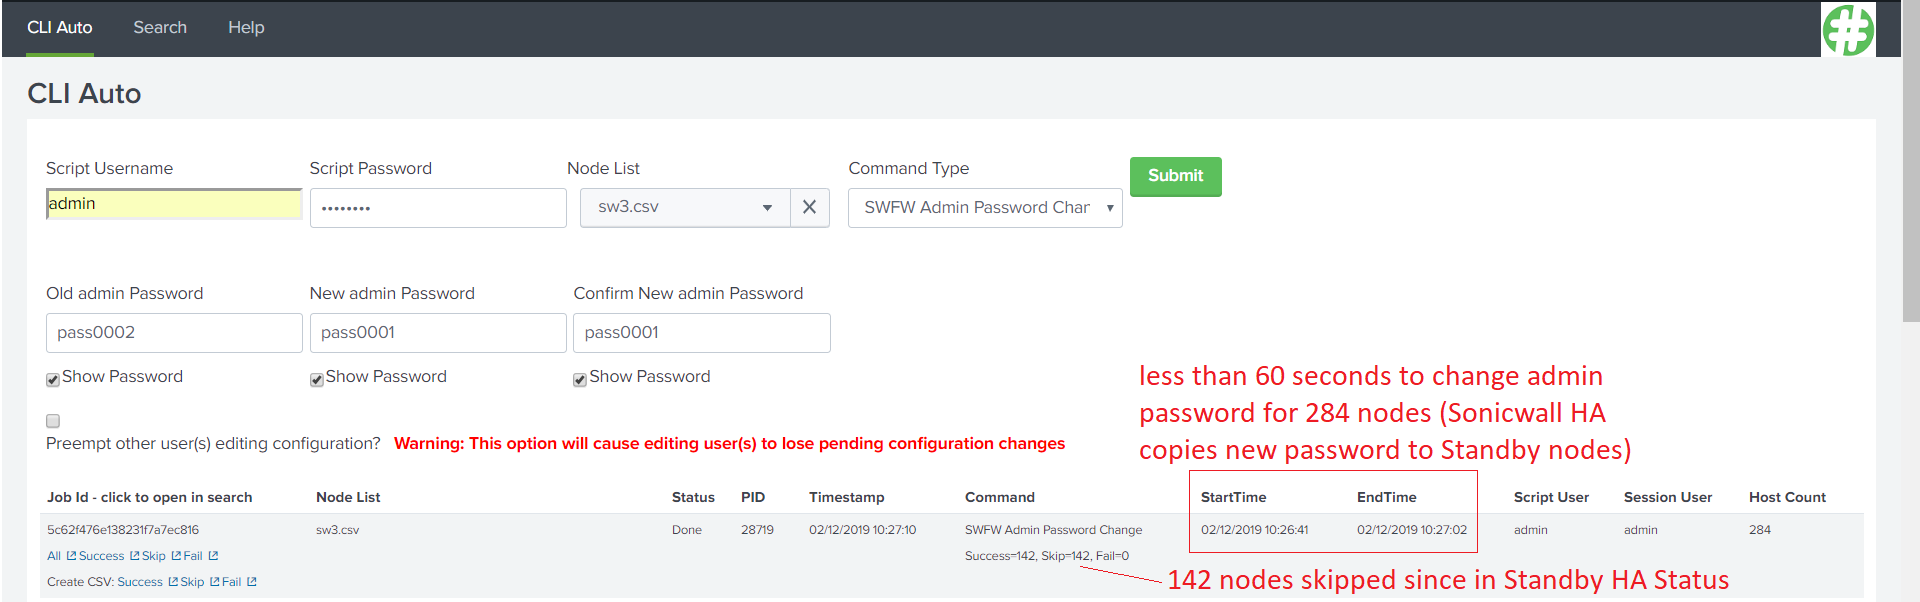 CLI Auto Search Help
CLI Auto
Script Username Script Password Node List Command Type Submit
admin •••••••• sw3.csv SWFW Admin Password Char
Old admin Password New admin Password Confirm New admin Password
pass0002 pass0001 pass0001
Show Password Show Password Show Password
less than 60 seconds to change admin
password for 284 nodes (Sonicwall HA
copies new password to Standby nodes)
Preempt other user(s) editing configuration? Warning: This option will cause editing user(s) to lose pending configuration changes
Job Id - click to open in search Node List Status PID Timestamp Command StartTime EndTime Script User Session User Host Count
5c62f476e138231f7a7ec816 sw3.csv Done 28719 02/12/2019 10:27:10 SWFW Admin Password Change 02/12/2019 10:26:41 02/12/2019 10:27:02 admin admin 284
All Success Skip Fail Success=142, Skip=142, Fail=0
Create CSV: Success Skip Fail
142 nodes skipped since in Standby HA Status